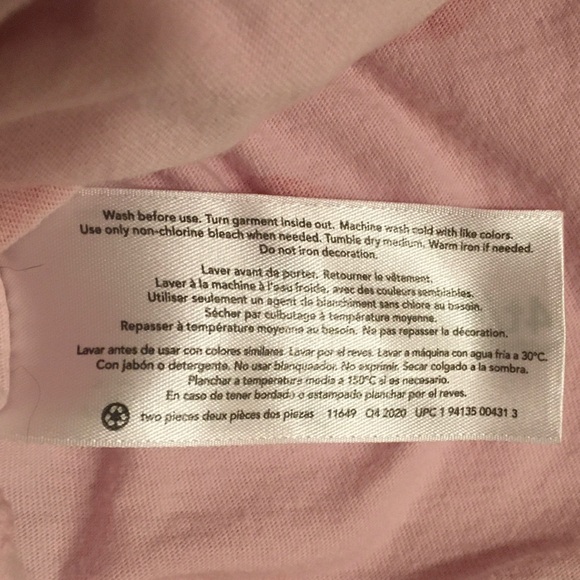 Wash before use. Turn garment inside out. Machine wash cold with like colors.
Use only non-chlorine bleach when needed. Tumble dry medium. Warm iron if needed.
Do not iron decoration.
Laver avant de porter. Retourner le vêtement.
Laver à la machine à l'eau froide, avec des couleurs semblables.
Utiliser seulement un agent de blanchiment sans chlore au besoin.
Sécher par culbutage à température moyenne.
Repasser à température moyenne au besoin. Ne pas repasser la décoration.
Lavar antes de usar con colores similares. Lavar por el reves. Lavar a máquina con agua fria a 30°C.
Con jabón o detergente. No usar blanqueador. No exprimir. Secar colgado a la sombra.
Planchar a temperatura media a 150°C si es necesario.
En caso de tener bordado o estampado planchar por el reves.
two pieces deux pièces dos piezas 11649 Q4 2020 UPC 1 94135 00431 3